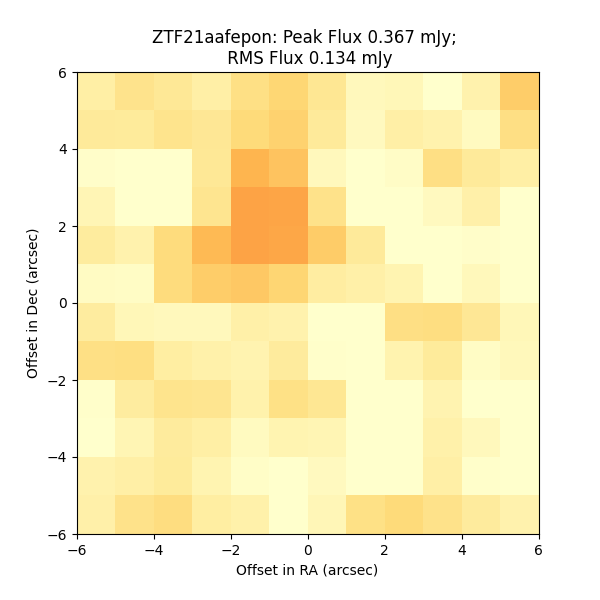 ZTF21aafepon: Peak Flux 0.367 mJy;
RMS Flux 0.134 mJy
6
4
2
0
−2
−4
−6
Offset in Dec (arcsec)
−6 −4 −2 0 2 4 6
Offset in RA (arcsec)